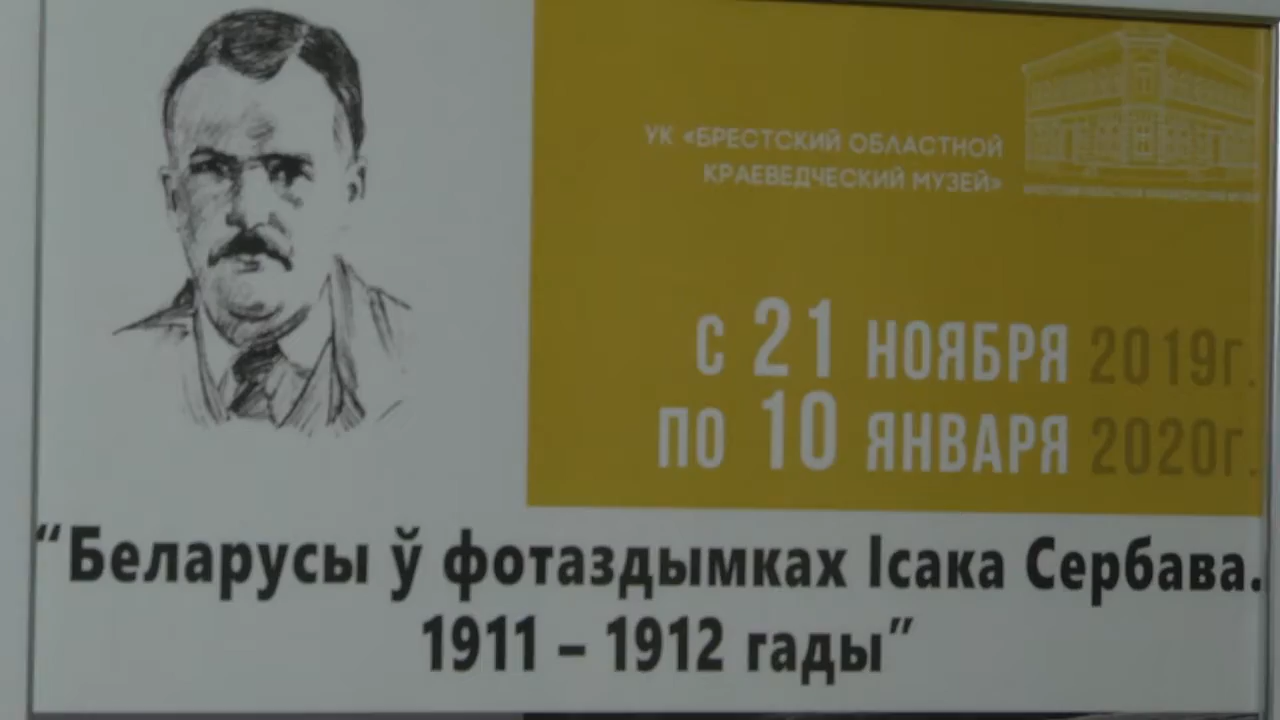 УК «БРЕСТСКИЙ ОБЛАСТНОЙ
КРАЕВЕДЧЕСКИЙ МУЗЕЙ»
С 21 НОЯБРЯ 2019г.
ПО 10 ЯНВАРЯ 2020г.
“Беларусы ў фотаздымках Ісака Сербава.
1911 – 1912 гады”